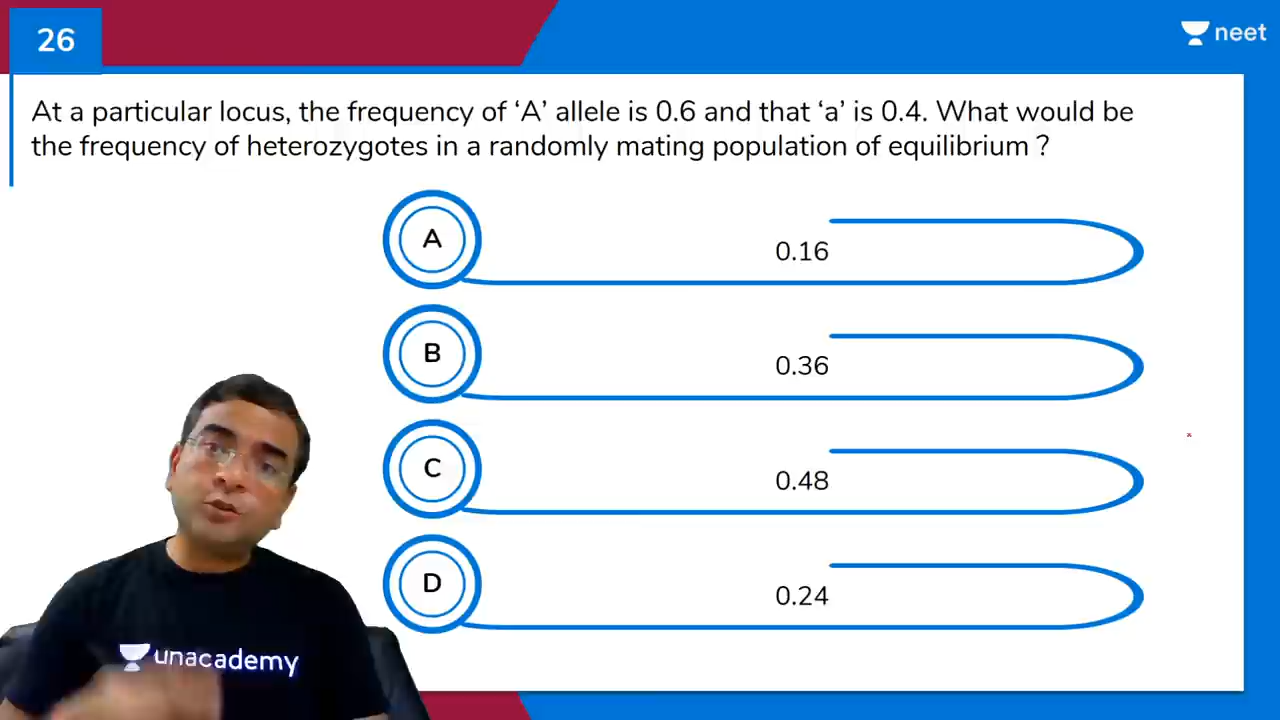 26
neet
At a particular locus, the frequency of ‘A’ allele is 0.6 and that ‘a’ is 0.4. What would be
the frequency of heterozygotes in a randomly mating population of equilibrium ?
A
0.16
B
0.36
C
0.48
D
0.24
unacademy